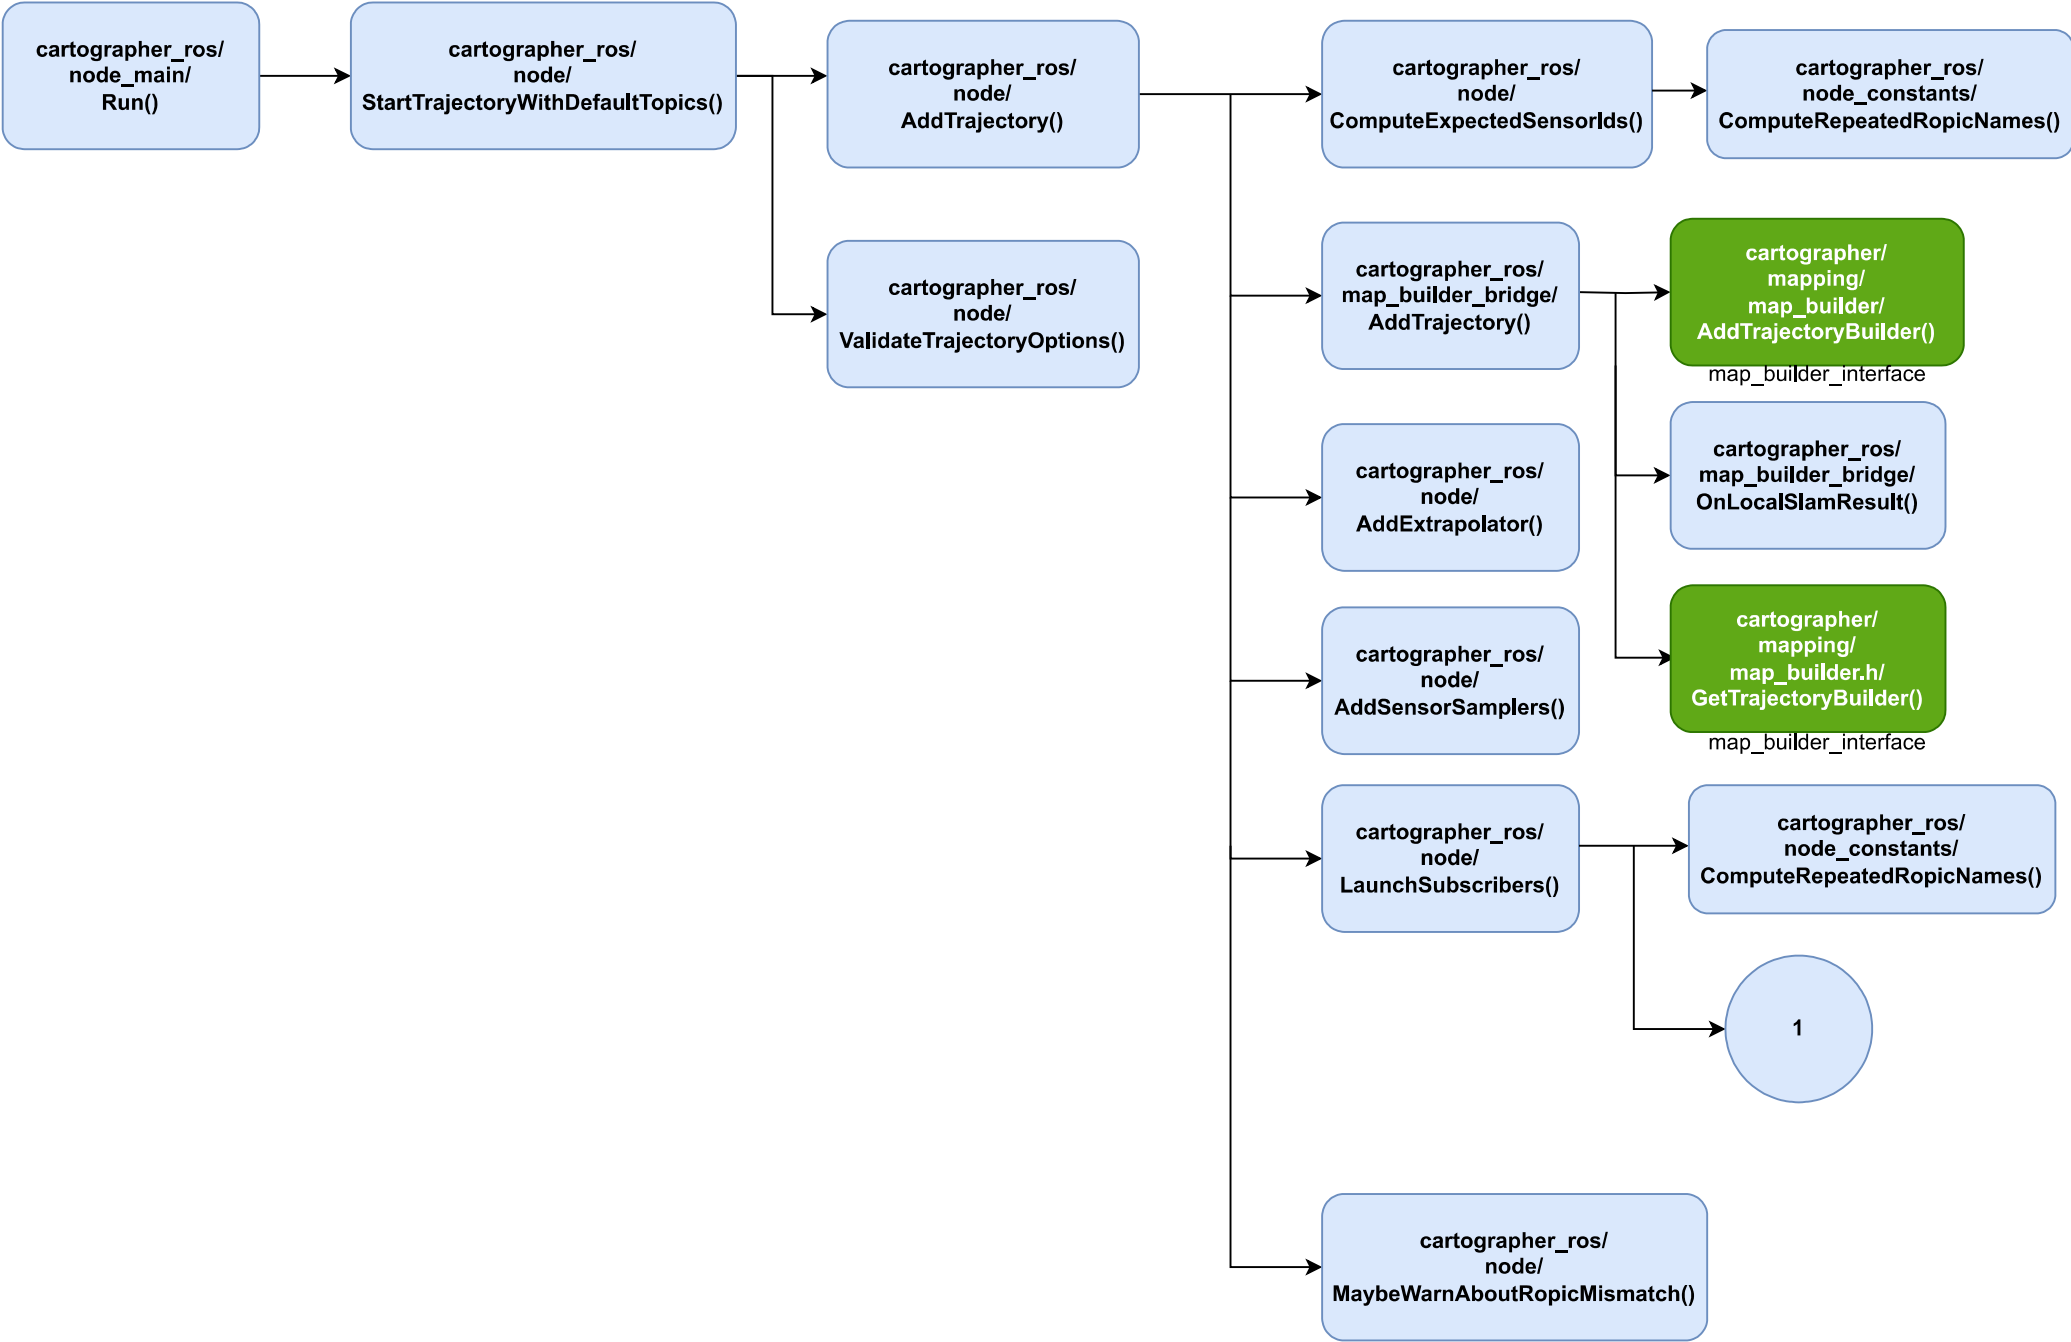 cartographer_ros/
node_main/
Run()
cartographer_ros/
node/
StartTrajectoryWithDefaultTopics()
cartographer_ros/
node/
AddTrajectory()
cartographer_ros/
node/
ComputeExpectedSensorIds()
cartographer_ros/
node_constants/
ComputeRepeatedRopicNames()
cartographer_ros/
node/
ValidateTrajectoryOptions()
cartographer_ros/
map_builder_bridge/
AddTrajectory()
cartographer/
mapping/
map_builder/
AddTrajectoryBuilder()
map_builder_interface
cartographer_ros/
map_builder_bridge/
OnLocalSlamResult()
cartographer_ros/
node/
AddExtrapolator()
cartographer/
mapping/
map_builder.h/
GetTrajectoryBuilder()
map_builder_interface
cartographer_ros/
node/
AddSensorSamplers()
cartographer_ros/
node/
LaunchSubscribers()
cartographer_ros/
node_constants/
ComputeRepeatedRopicNames()
1
cartographer_ros/
node/
MaybeWarnAboutRopicMismatch()